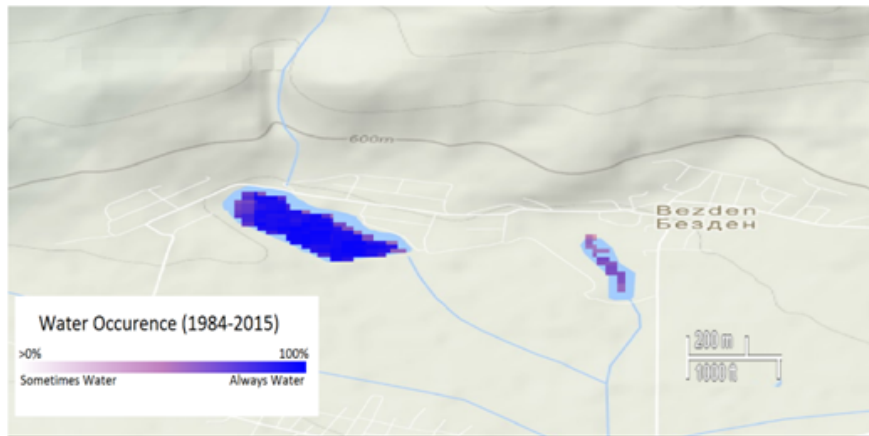 600m
Bezden
Безден
Water Occurence (1984-2015)
>0% 100%
Sometimes Water Always Water
200 m
1000 ft